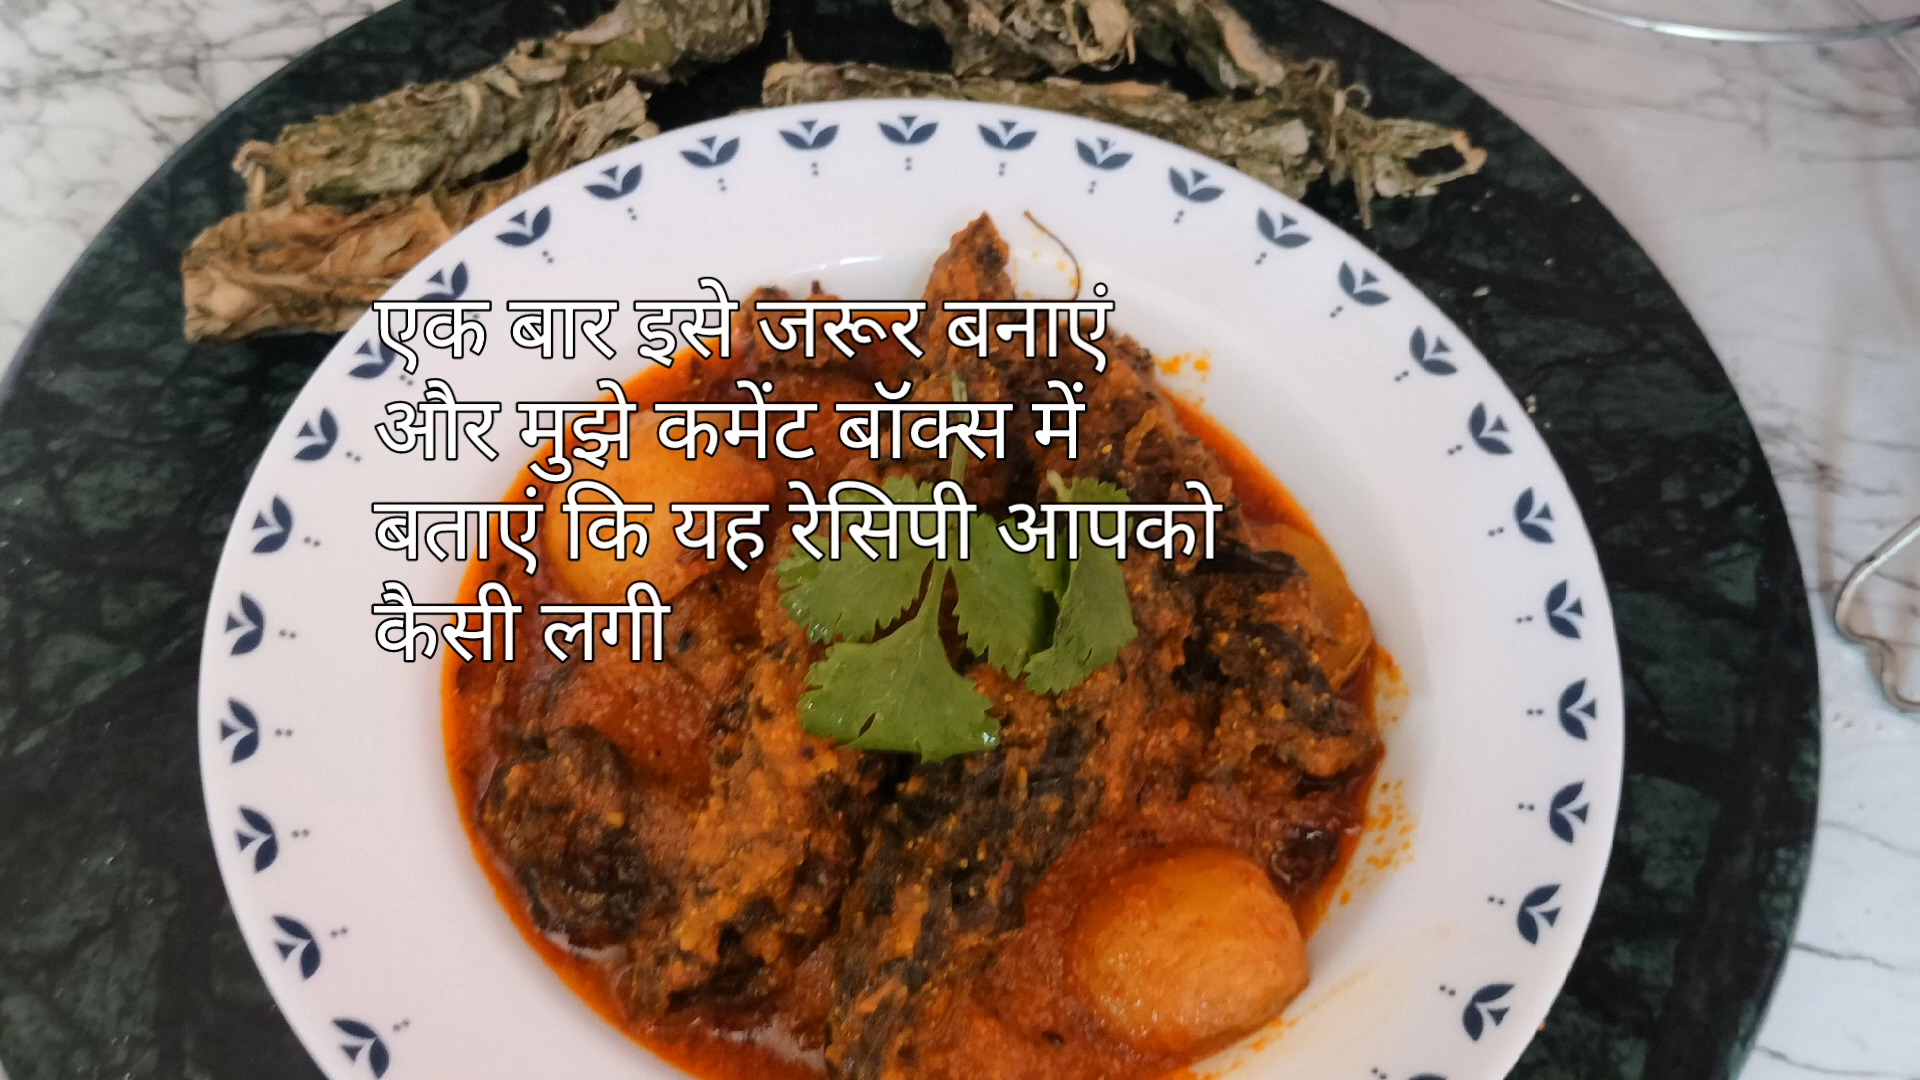 एक बार इसे जरूर बनाएं
और मुझे कमेंट बॉक्स में
बताएं कि यह रेसिपी आपको
कैसी लगी